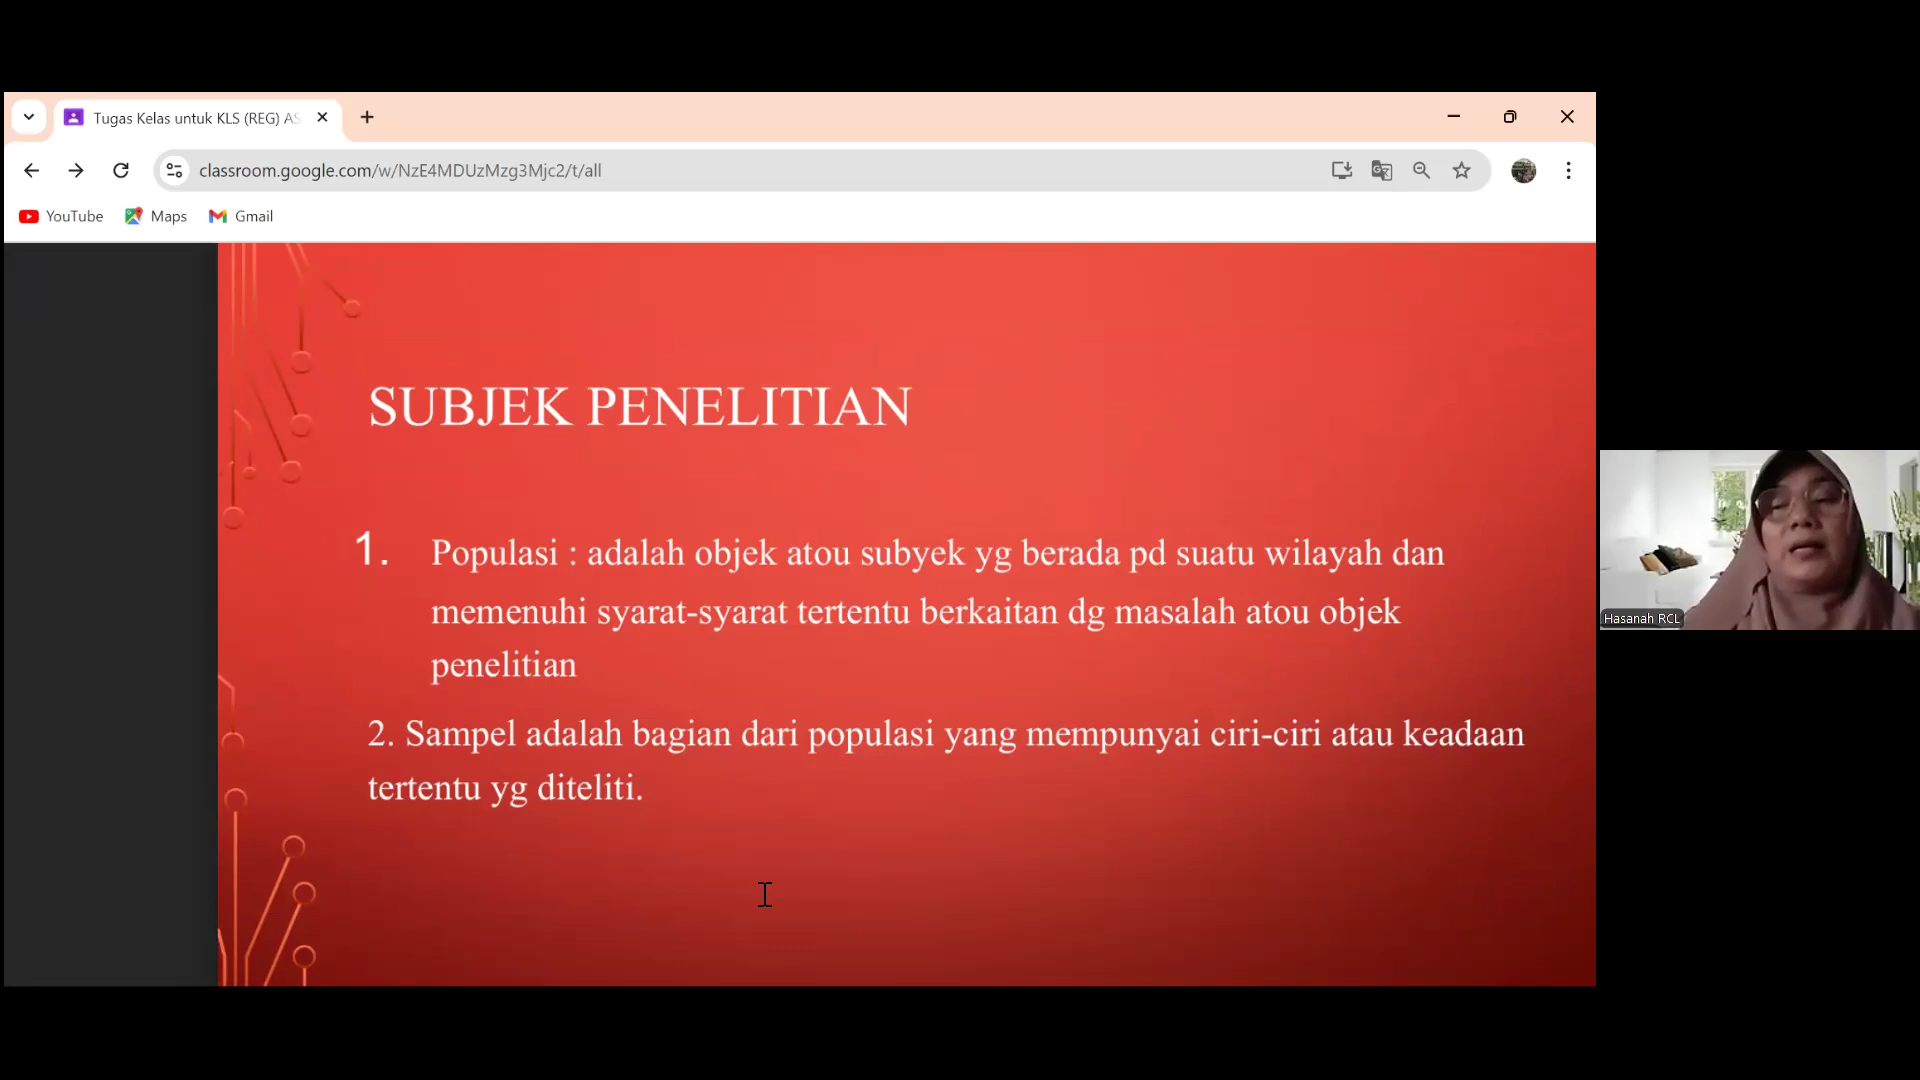 Tugas Kelas untuk KLS (REG) AS
classroom.google.com/w/NzE4MDUzMzg3Mjc2/t/all
YouTube Maps Gmail
SUBJEK PENELITIAN
1. Populasi : adalah objek atou subyek yg berada pd suatu wilayah dan
memenuhi syarat-syarat tertentu berkaitan dg masalah atou objek
penelitian
2. Sampel adalah bagian dari populasi yang mempunyai ciri-ciri atau keadaan
tertentu yg diteliti.
Hasanah RCL